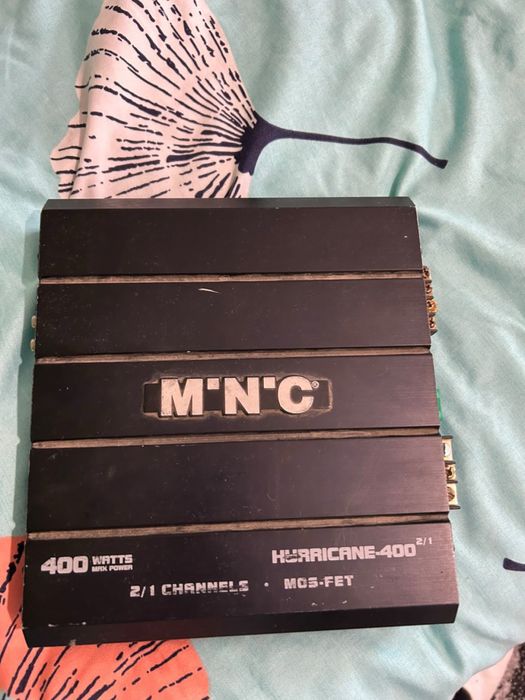 M·N·C®
400 WATTS
MAX POWER
HURRICANE-400 2/1
2/1 CHANNELS · MOS-FET